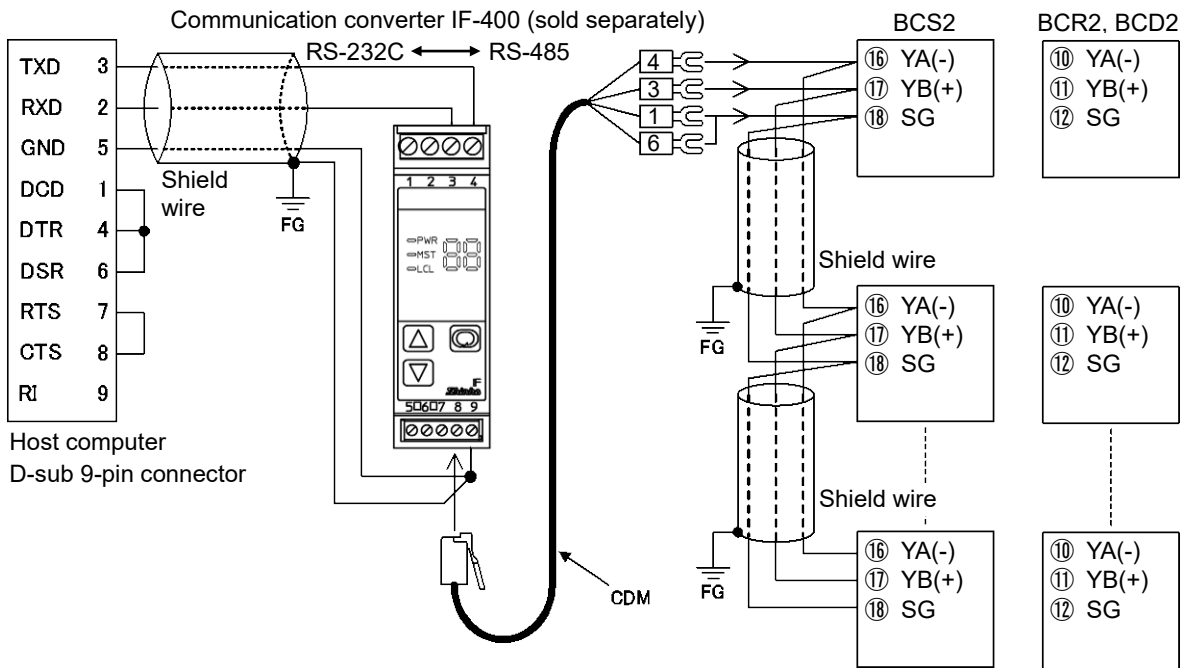 Communication converter IF-400 (sold separately)
RS-232C RS-485
BCS2
BCR2, BCD2
TXD 3
RXD 2
GND 5
DCD 1
DTR 4
DSR 6
RTS 7
CTS 8
RI 9
Host computer
D-sub 9-pin connector
Shield
wire
FG
1 2 3 4
PWR
MST
LCL
88
IF
Shinko
5 6 7 8 9
CDM
4
3
1
6
⑯ YA(-)
⑰ YB(+)
⑱ SG
⑩ YA(-)
⑪ YB(+)
⑫ SG
Shield wire
FG
⑯ YA(-)
⑰ YB(+)
⑱ SG
⑩ YA(-)
⑪ YB(+)
⑫ SG
Shield wire
FG
⑯ YA(-)
⑰ YB(+)
⑱ SG
⑩ YA(-)
⑪ YB(+)
⑫ SG